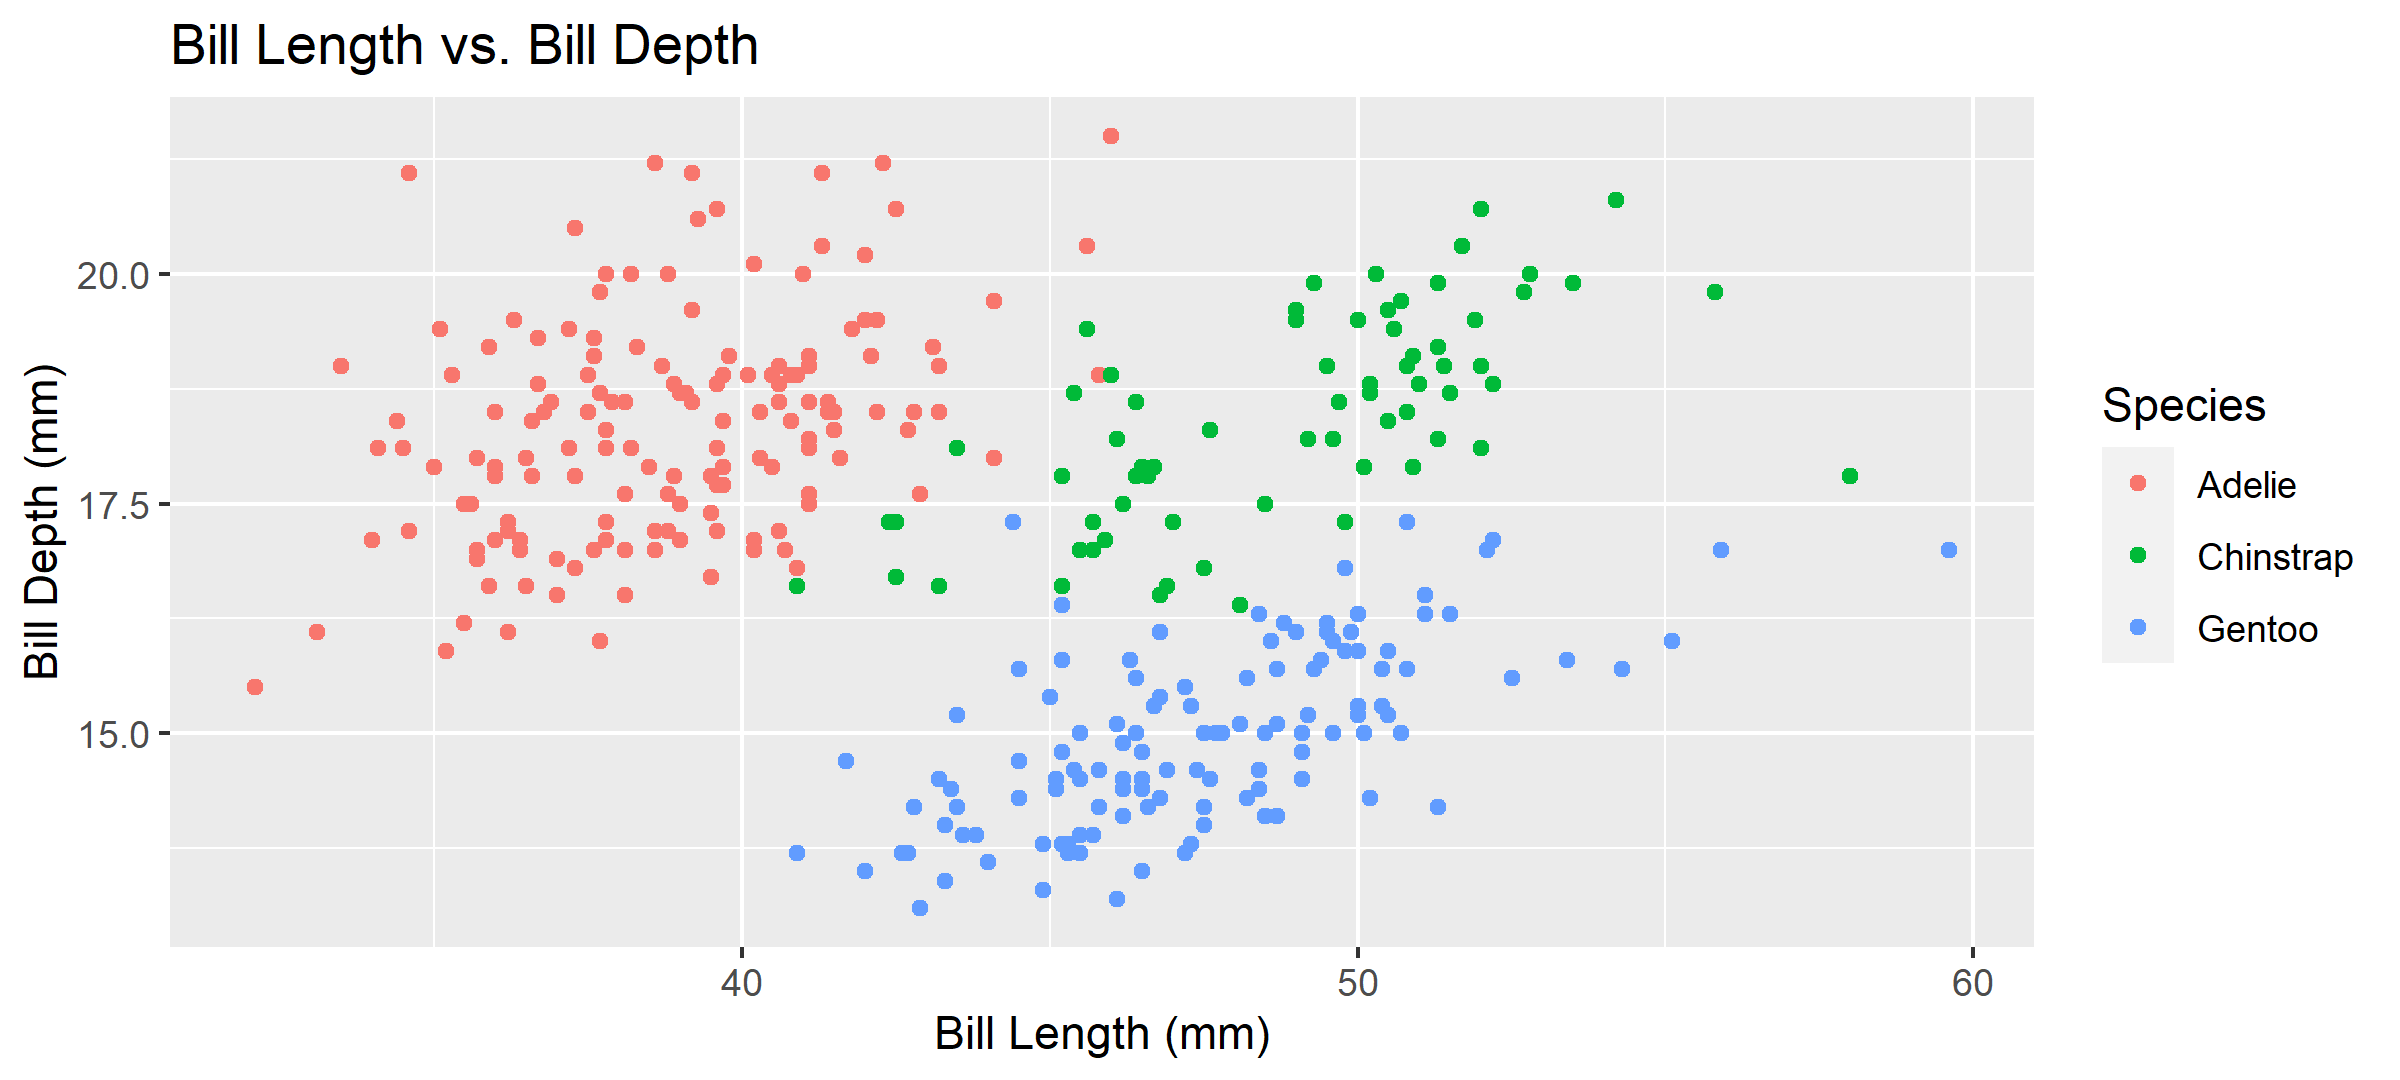 Bill Length vs. Bill Depth
20.0
17.5
15.0
Bill Depth (mm)
40 50 60
Bill Length (mm)
Species
Adelie
Chinstrap
Gentoo